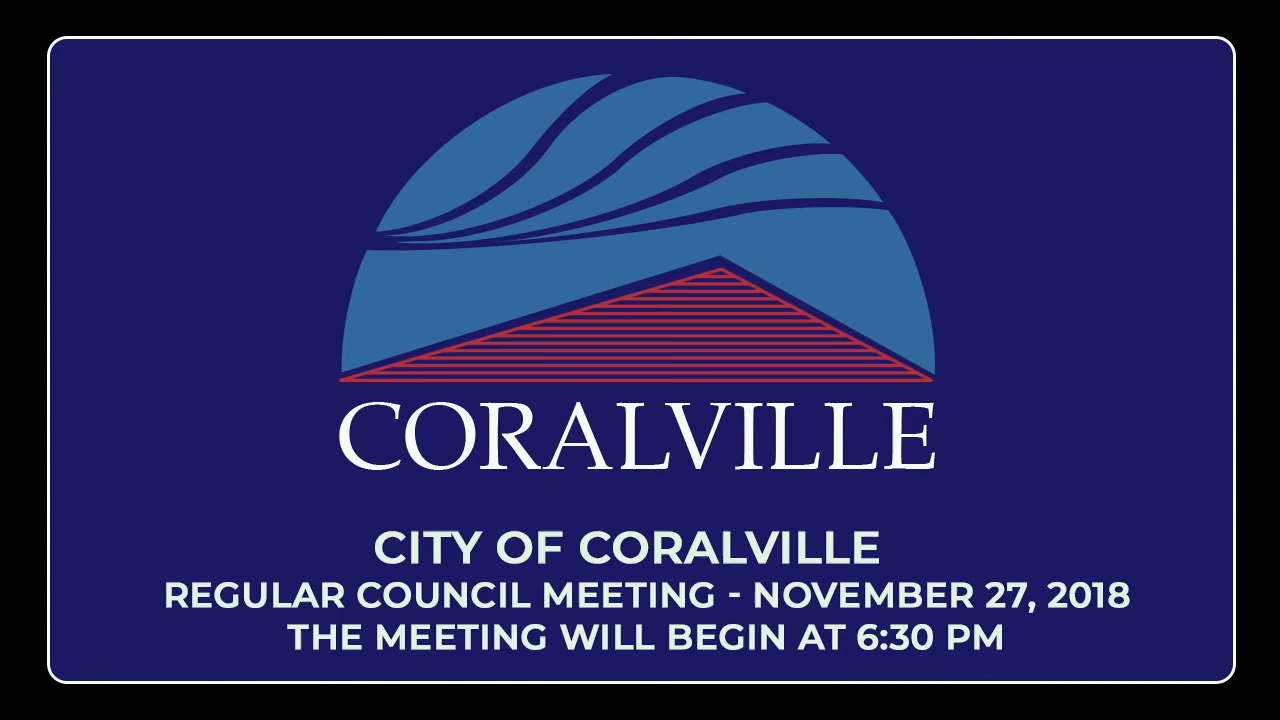 CORALVILLE
CITY OF CORALVILLE
REGULAR COUNCIL MEETING - NOVEMBER 27, 2018
THE MEETING WILL BEGIN AT 6:30 PM